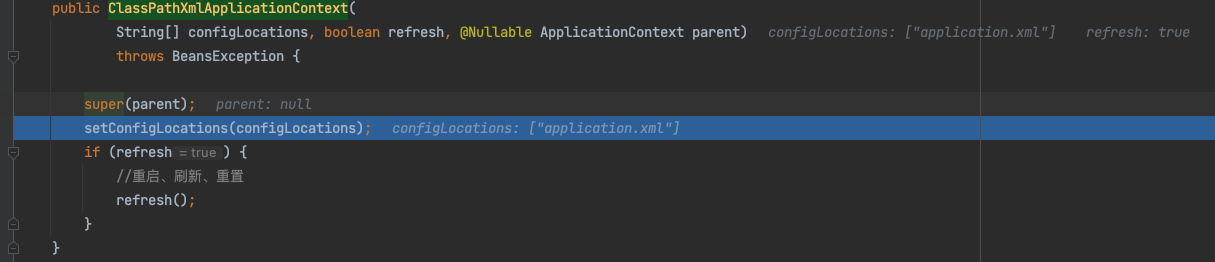 public ClassPathXmlApplicationContext(
String[] configLocations, boolean refresh, @Nullable ApplicationContext parent) configLocations: ["application.xml"] refresh: true
throws BeansException {
super(parent); parent: null
setConfigLocations(configLocations); configLocations: ["application.xml"]
if (refresh = true ) {
//重启、刷新、重置
refresh();
}
}